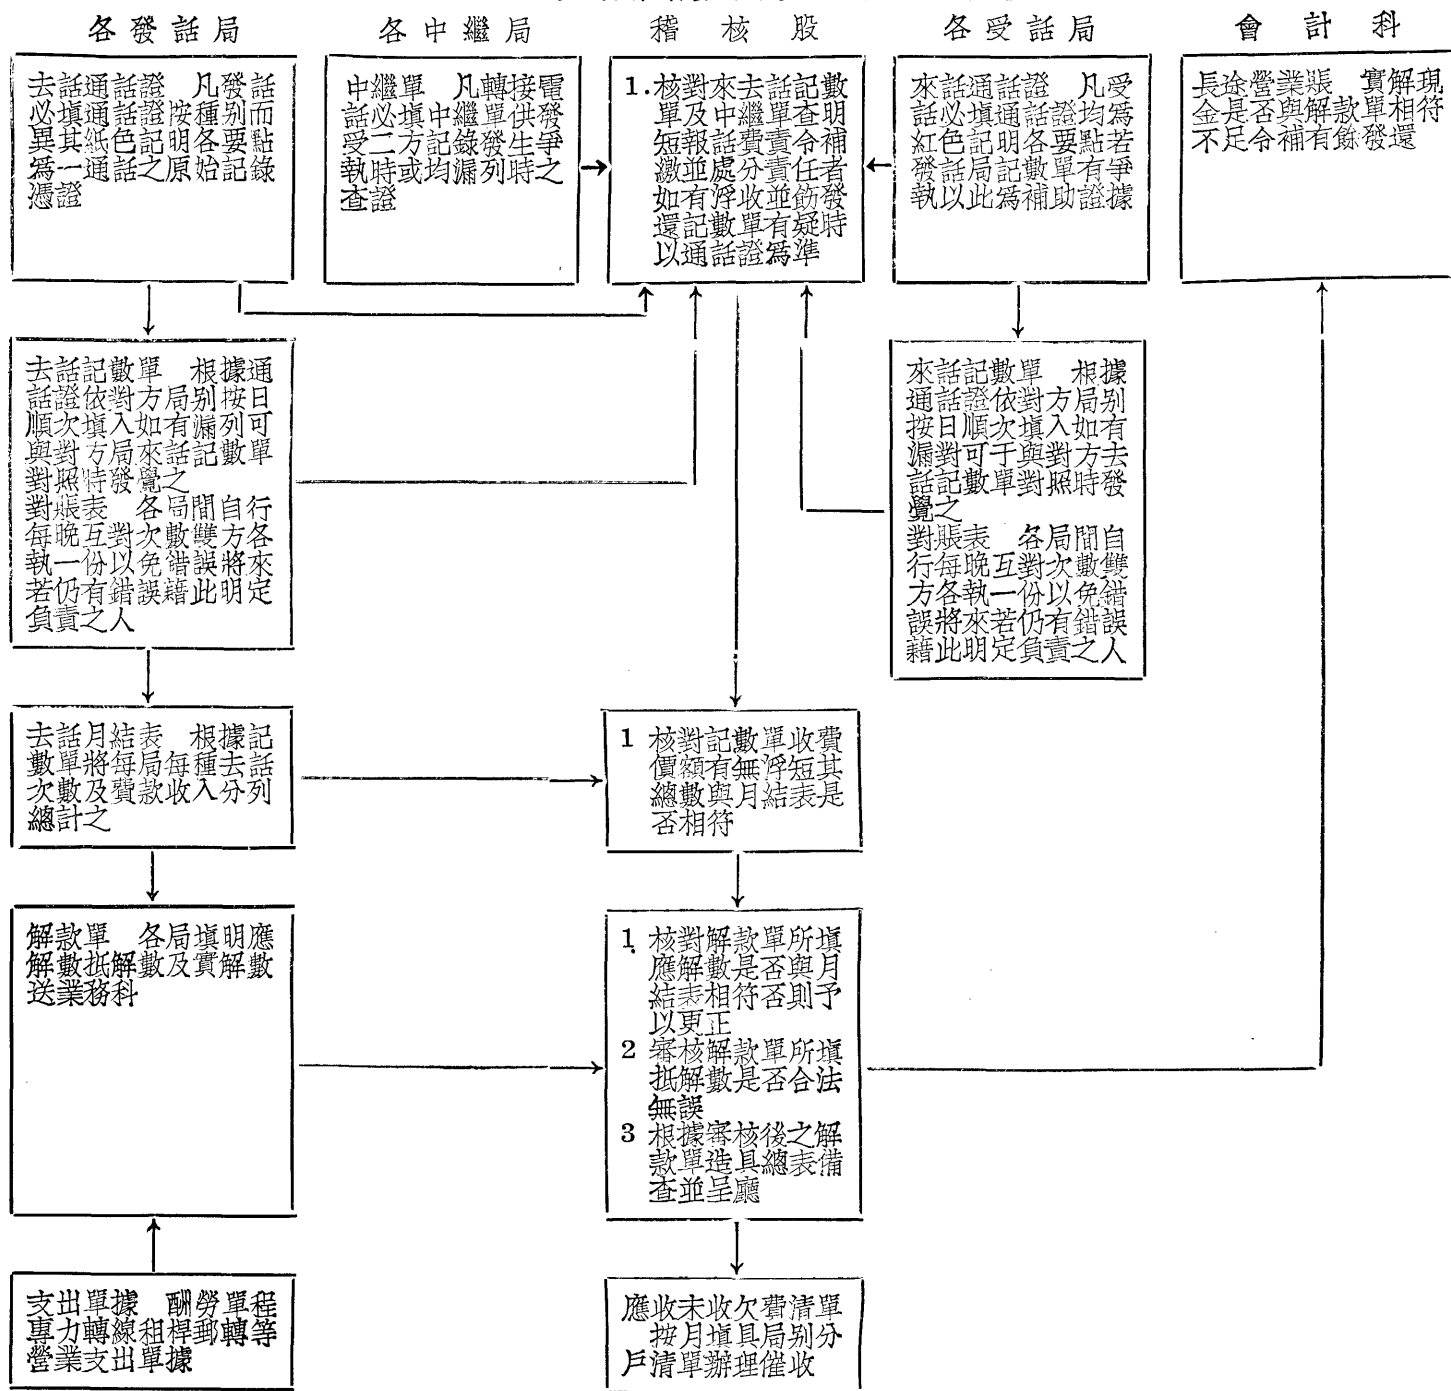 各發話局
各中繼局
稽核股
各受話局
會計科
去話通話證　凡發話
必填通話證按種別而
異其紙色記明各要點
爲一通話之原始記錄
憑證
中繼單　凡轉接電
話必填中繼單供發
受二方記錄發生爭
執時或均漏列時之
查證
1.核對來去話記數
單及中繼單查明
短報話費責令補
繳並處分責任者
如有浮收並飭發
還記數單有疑時
以通話證爲準
來話通話證　凡受
話必填通話證均爲
紅色記明各要點若
發話局記數單有爭
執以此爲補助證據
長途營業賬　實解現
金是否與解款單相符
不足令補有餘發還
去話記數單　根據通
話證依對方局別按日
順次填入如有漏列可
與對方局來話記數單
對照時發覺之
對賬表　各局間自行
每晚互對次數雙方各
執一份以免錯誤將來
若仍有錯誤藉此明定
負責之人
來話記數單　根據
通話證依對方局別
按日順次填入如有
漏對可于與對方去
話記數單對照時發
覺之
對賬表　各局間自
行每晚互對次數雙
方各執一份以免錯
誤將來若仍有錯誤
藉此明定負責之人
去話月結表　根據記
數單將每局每種去話
次數及費款收入分列
總計之
1 核對記數單收費
價額有無浮短其
總數與月結表是
否相符
解款單　各局填明應
解數抵解數及實解數
送業務科
1.核對解款單所填
應解數是否與月
結表相符否則予
以更正
2 審核解款單所填
抵解數是否合法
無誤
3 根據審核後之解
款單造具總表備
查並呈廳
支出單據　酬勞單程
專力轉線租桿郵轉等
營業支出單據
應收未收欠費清單
按月填具局別分
戶清單辦理催收